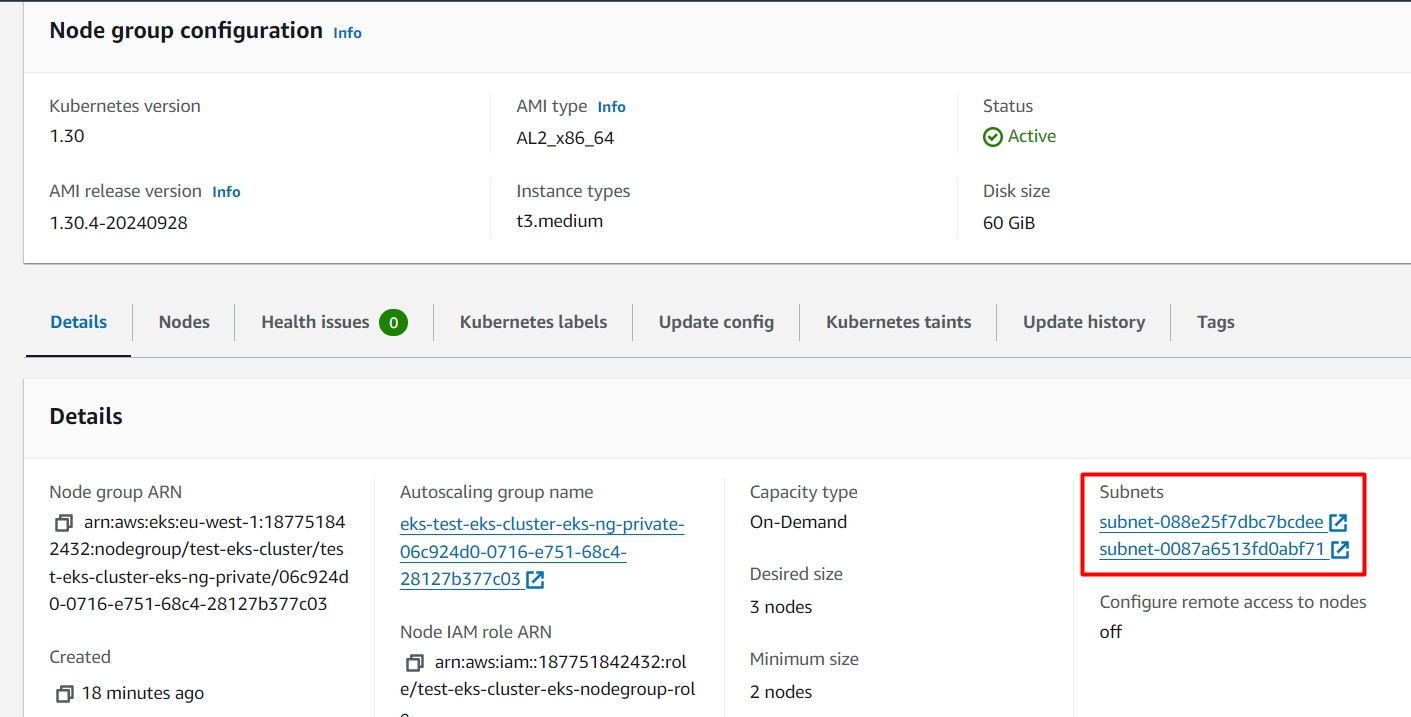 Node group configuration Info
Kubernetes version
1.30
AMI type Info
AL2_x86_64
Status
Active
AMI release version Info
1.30.4-20240928
Instance types
t3.medium
Disk size
60 GiB
Details
Nodes
Health issues 0
Kubernetes labels
Update config
Kubernetes taints
Update history
Tags
Details
Node group ARN
arn:aws:eks:eu-west-1:18775184
2432:nodegroup/test-eks-cluster/tes
t-eks-cluster-eks-ng-private/06c924d
0-0716-e751-68c4-28127b377c03
Created
18 minutes ago
Autoscaling group name
eks-test-eks-cluster-eks-ng-private-
06c924d0-0716-e751-68c4-
28127b377c03
Node IAM role ARN
arn:aws:iam::187751842432:rol
e/test-eks-cluster-eks-nodegroup-rol
Capacity type
On-Demand
Desired size
3 nodes
Minimum size
2 nodes
Subnets
subnet-088e25f7dbc7bcdee
subnet-0087a6513fd0abf71
Configure remote access to nodes
off